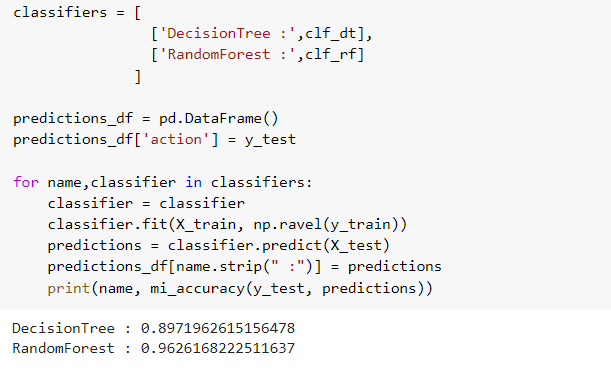 classifiers = [
['DecisionTree :',clf_dt],
['RandomForest :',clf_rf]
]
predictions_df = pd.DataFrame()
predictions_df['action'] = y_test
for name,classifier in classifiers:
classifier = classifier
classifier.fit(X_train, np.ravel(y_train))
predictions = classifier.predict(X_test)
predictions_df[name.strip(" :")] = predictions
print(name, mi_accuracy(y_test, predictions))
DecisionTree : 0.8971962615156478
RandomForest : 0.9626168222511637